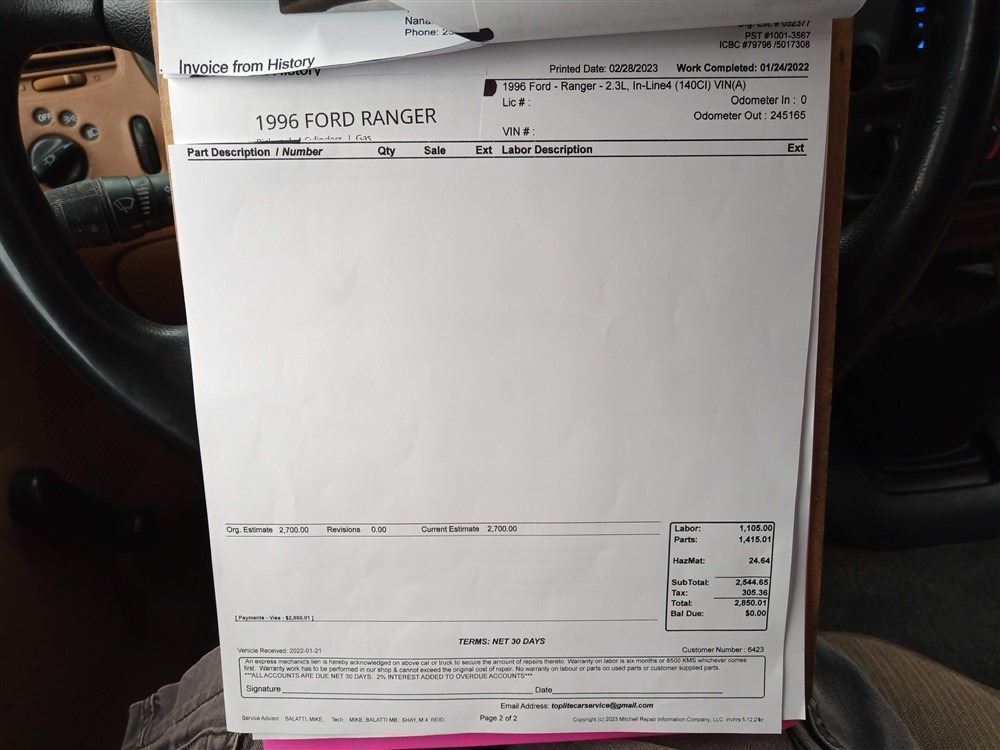 Nana
Phone: 25
PST #1001-3567
ICBC #79796 /5017308
Invoice from History
Printed Date: 02/28/2023 Work Completed: 01/24/2022
1996 Ford - Ranger - 2.3L, In-Line4 (140CI) VIN(A)
Lic # : Odometer In : 0
1996 FORD RANGER Odometer Out : 245165
VIN # :
Part Description / Number Qty Sale Ext Labor Description Ext
Org. Estimate 2,700.00 Revisions 0.00 Current Estimate 2,700.00
Labor: 1,105.00
Parts: 1,415.01
HazMat: 24.64
SubTotal: 2,544.65
Tax: 305.36
Total: 2,850.01
Bal Due: $0.00
[ Payments - Visa - $2,850.01 ]
TERMS: NET 30 DAYS
Vehicle Received: 2022-01-21 Customer Number : 6423
An express mechanic's lien is hereby acknowledged on above car or truck to secure the amount of repairs thereto. Warranty on labor is six months or 8500 KMS whichever comes
first. Warranty work has to be performed in our shop & cannot exceed the original cost of repair. No warranty on labour or parts on used parts or customer supplied parts.
***ALL ACCOUNTS ARE DUE NET 30 DAYS. 2% INTEREST ADDED TO OVERDUE ACCOUNTS***
Signature Date
Email Address: toplitecarservice@gmail.com
Service Advisor: BALATTI, MIKE, Tech: MIKE, BALATTI MB ; SHAY, M 4; REID,
Page 2 of 2 Copyright (c) 2023 Mitchell Repair Information Company, LLC invhrs 5.12.21kr
OFF